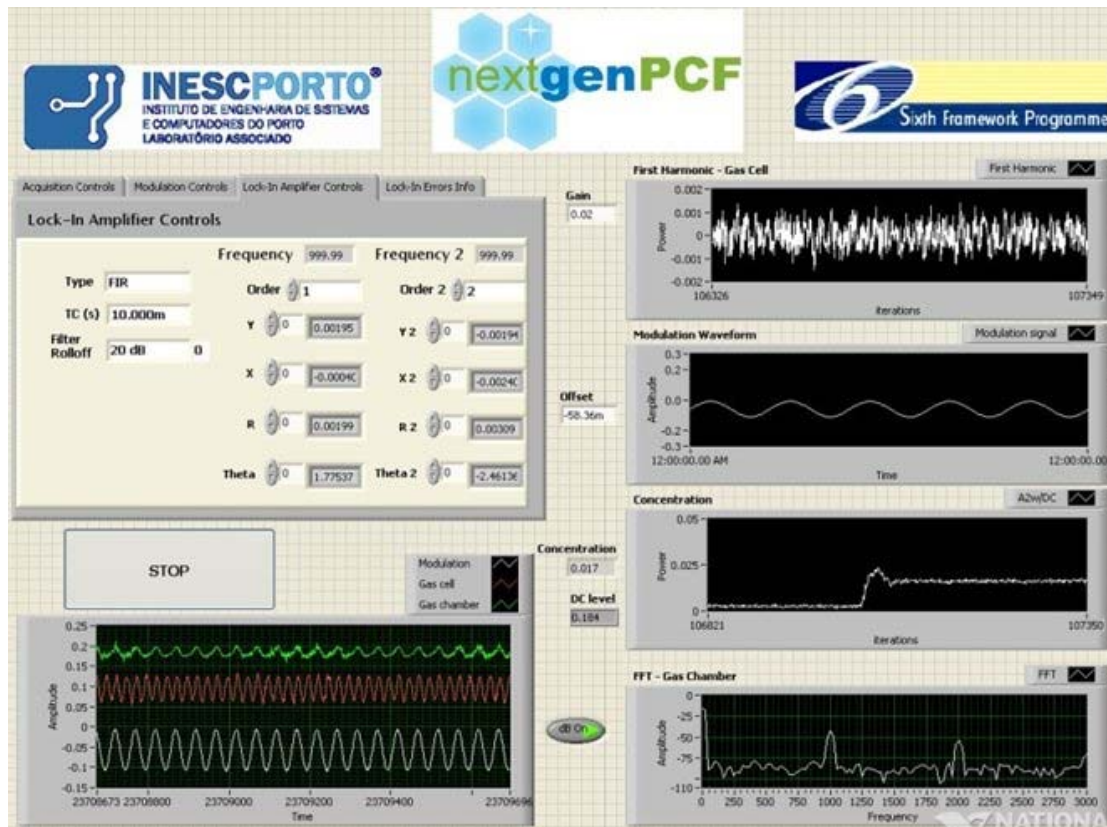 INESCPORTO®
INSTITUTO DE ENGENHARIA DE SISTEMAS
E COMPUTADORES DO PORTO
LABORATÓRIO ASSOCIADO
nextgenPCF
6
Sixth Framework Programme
Acquisition Controls
Modulation Controls
Lock-In Amplifier Controls
Lock-In Errors Info
Lock-In Amplifier Controls
Frequency 999.99
Frequency 2 999.99
Type FIR
TC (s) 10.000m
Filter
Rolloff 20 dB 0
Order 1
Order 2 2
Y 0 0.00195
Y 2 0 -0.00194
X 0 -0.0004
X 2 0 -0.0024
R 0 0.00199
R 2 0 0.00309
Theta 0 1.77537
Theta 2 0 -2.4613
Gain
0.02
Offset
-58.36m
STOP
Concentration
0.017
DC level
0.184
dB On
Modulation
Gas cell
Gas chamber
0.25
0.2
0.15
0.1
0.05
0
-0.05
-0.1
-0.15
Amplitude
23708673 23708800 23709000 23709200 23709400 23709696
Time
First Harmonic - Gas Cell
First Harmonic
0.002
0.001
0
-0.001
-0.002
Power
106326 107349
Iterations
Modulation Waveform
Modulation signal
0.3
0.2
0.0
-0.2
-0.3
Amplitude
12:00:00.00 AM 12:00:00.00
Time
Concentration
A2w/DC
0.05
0.025
0
Power
106821 107350
Iterations
FFT - Gas Chamber
FFT
0
-25
-50
-75
-110
Amplitude
0 250 500 750 1000 1250 1500 1750 2000 2250 2500 2750 3000
Frequency
NATIONA